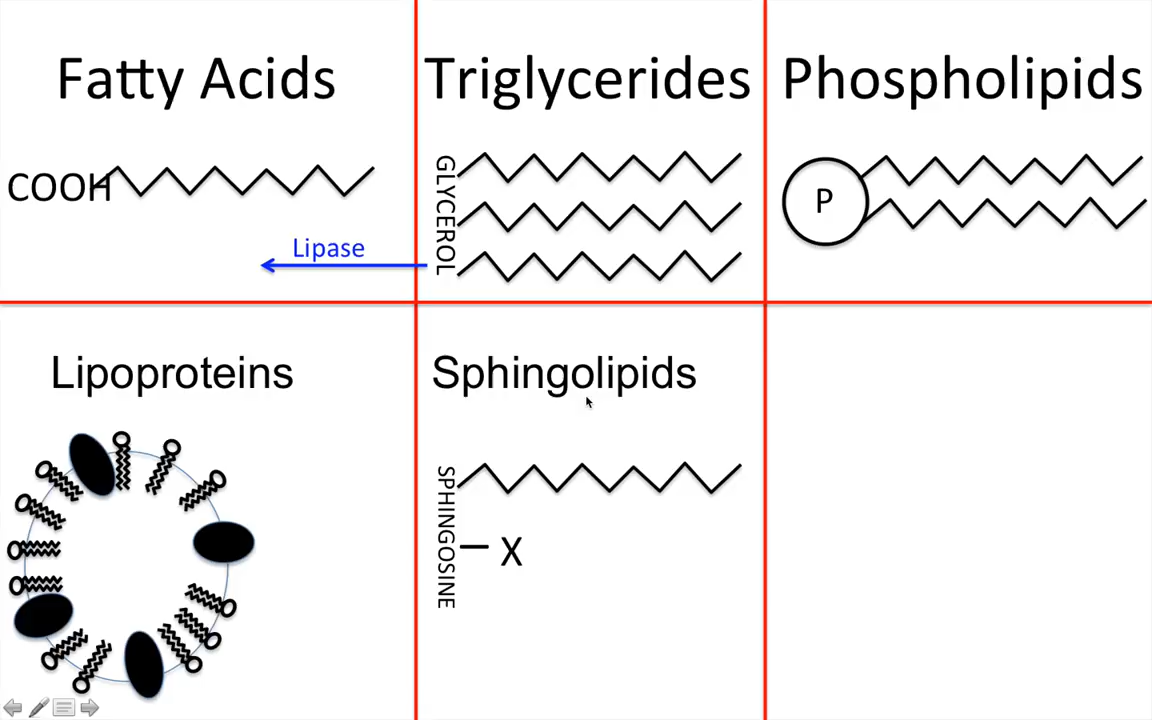 Fatty Acids
COOH
Lipase
Triglycerides
GLYCEROL
Phospholipids
P
Lipoproteins
Sphingolipids
SPHINGOSINE
X